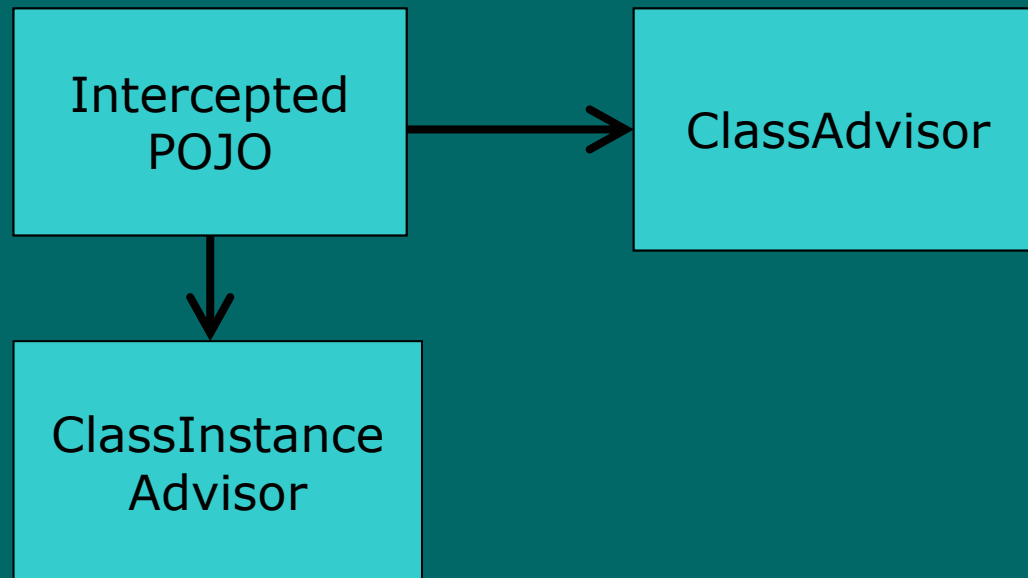 Intercepted
POJO
ClassAdvisor
ClassInstance
Advisor